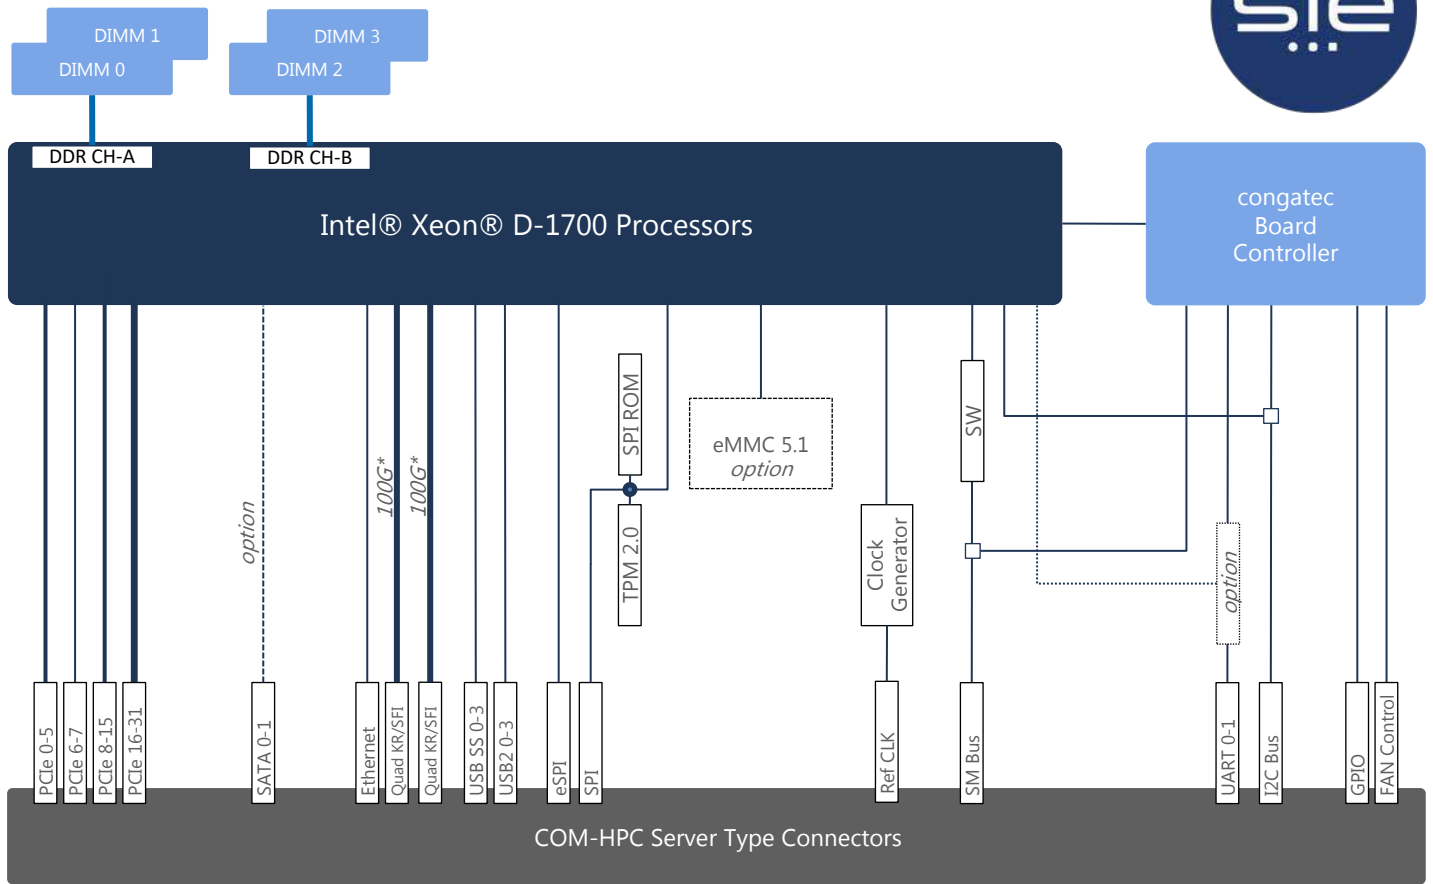 sie
DIMM 1
DIMM 3
DIMM 0
DIMM 2
DDR CH-A
DDR CH-B
Intel® Xeon® D-1700 Processors
congatec
Board
Controller
SPI ROM
TPM 2.0
eMMC 5.1
option
SW
Clock
Generator
100G*
100G*
option
option
PCIe 0-5
PCIe 6-7
PCIe 8-15
PCIe 16-31
SATA 0-1
Ethernet
Quad KR/SFI
Quad KR/SFI
USB SS 0-3
USB2 0-3
eSPI
SPI
Ref CLK
SM Bus
UART 0-1
I2C Bus
GPIO
FAN Control
COM-HPC Server Type Connectors